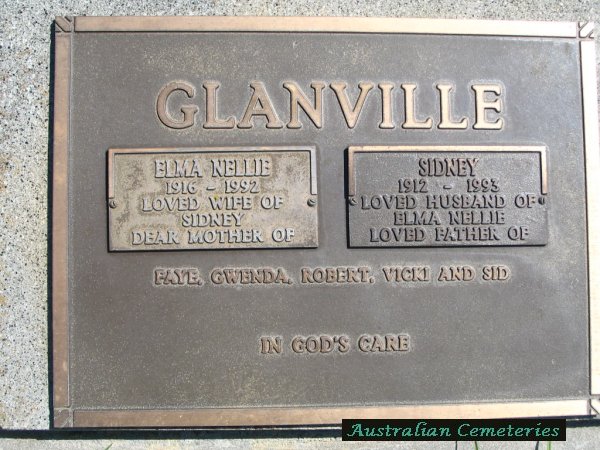 GLANVILLE
ELMA NELLIE
1916 - 1992
LOVED WIFE OF
SIDNEY
DEAR MOTHER OF
SIDNEY
1912 - 1993
LOVED HUSBAND OF
ELMA NELLIE
LOVED FATHER OF
FAYE, GWENDA, ROBERT, VICKI AND SID
IN GOD'S CARE
Australian Cemeteries